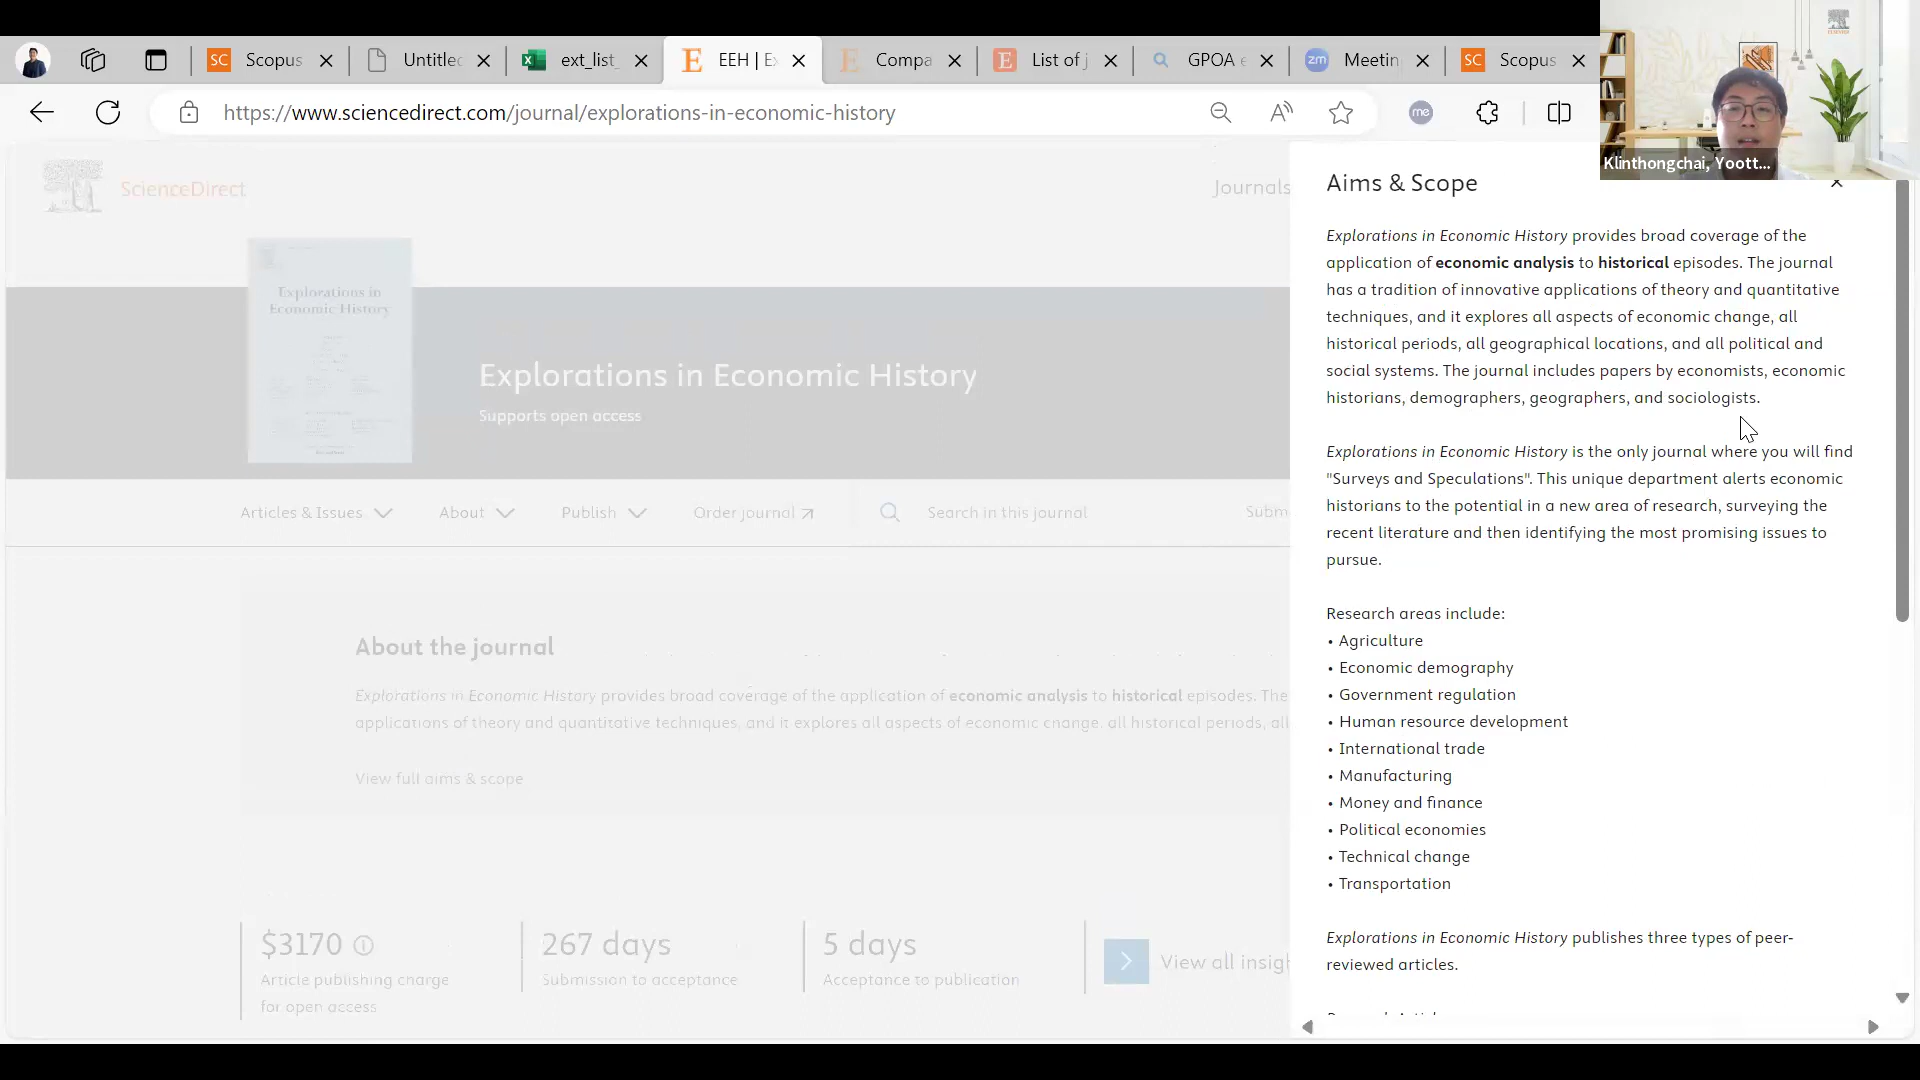 Scopus
Untitled
ext_list_
EEH | Ex
Compa
List of j
GPOA e
Meetin
Scopus
https://www.sciencedirect.com/journal/explorations-in-economic-history
Klinthongchai, Yoott...
ScienceDirect
Journals
Explorations in
Economic History
Explorations in Economic History
Supports open access
Articles & Issues
About
Publish
Order journal
Search in this journal
Subm
About the journal
Explorations in Economic History provides broad coverage of the application of economic analysis to historical episodes. The
applications of theory and quantitative techniques, and it explores all aspects of economic change, all historical periods, all
View full aims & scope
$3170
Article publishing charge
for open access
267 days
Submission to acceptance
5 days
Acceptance to publication
View all insigh
Aims & Scope
Explorations in Economic History provides broad coverage of the
application of economic analysis to historical episodes. The journal
has a tradition of innovative applications of theory and quantitative
techniques, and it explores all aspects of economic change, all
historical periods, all geographical locations, and all political and
social systems. The journal includes papers by economists, economic
historians, demographers, geographers, and sociologists.
Explorations in Economic History is the only journal where you will find
"Surveys and Speculations". This unique department alerts economic
historians to the potential in a new area of research, surveying the
recent literature and then identifying the most promising issues to
pursue.
Research areas include:
• Agriculture
• Economic demography
• Government regulation
• Human resource development
• International trade
• Manufacturing
• Money and finance
• Political economies
• Technical change
• Transportation
Explorations in Economic History publishes three types of peer-
reviewed articles.